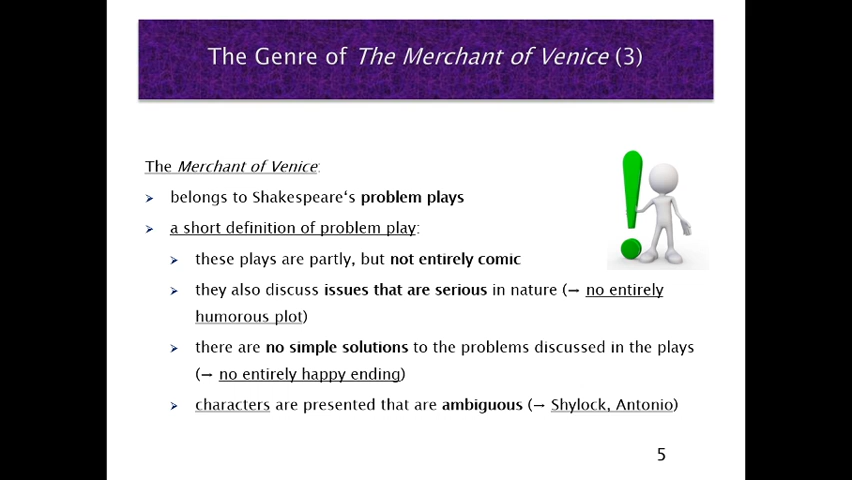 The Genre of The Merchant of Venice (3)
The Merchant of Venice:
➢ belongs to Shakespeare‘s problem plays
➢ a short definition of problem play:
➢ these plays are partly, but not entirely comic
➢ they also discuss issues that are serious in nature (→ no entirely
humorous plot)
➢ there are no simple solutions to the problems discussed in the plays
(→ no entirely happy ending)
➢ characters are presented that are ambiguous (→ Shylock, Antonio)
5